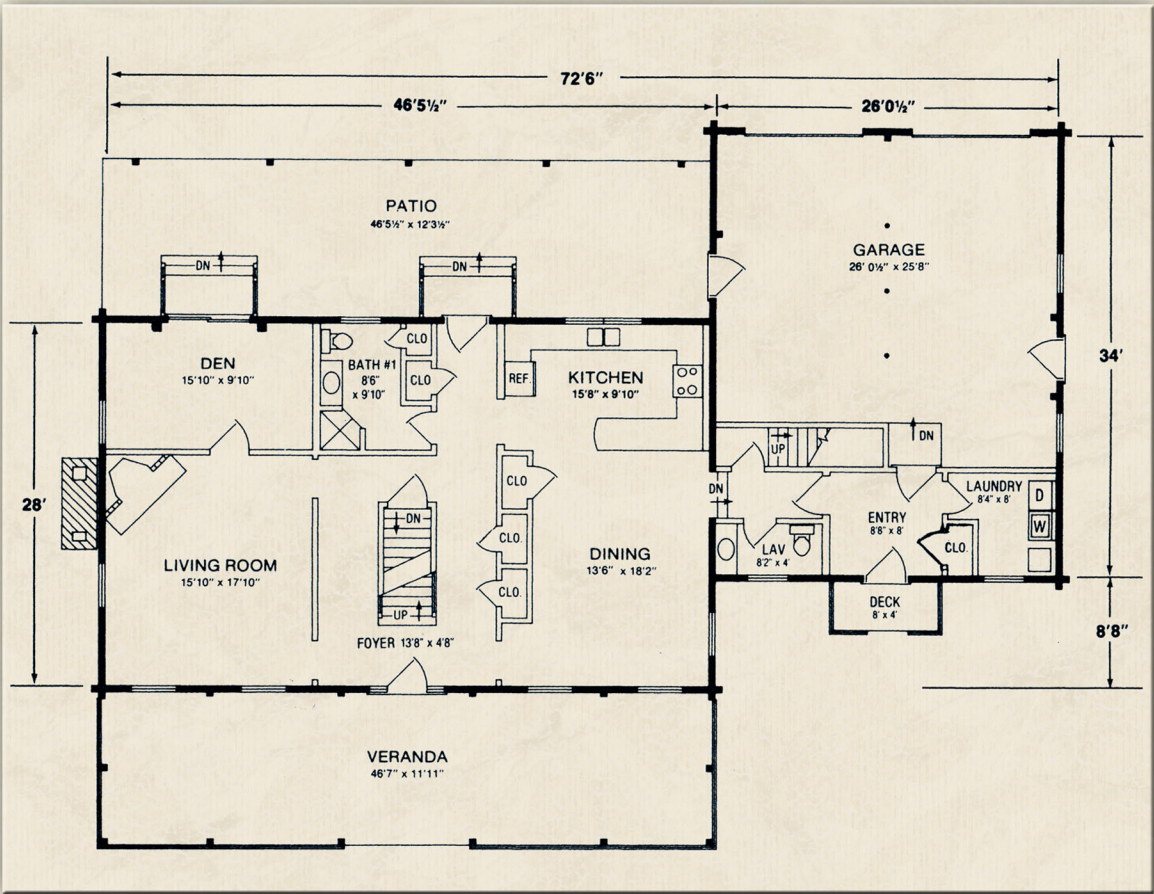 72'6"
46'5½"
26'0½"
PATIO
46'5½" x 12'3½"
DN
DN
GARAGE
26' 0½" x 25'8"
34'
DEN
15'10" x 9'10"
BATH #1
8'6"
x 9'10"
CLO
CLO
REF.
KITCHEN
15'8" x 9'10"
UP
DN
28'
DN
CLO
DN
LAUNDRY
8'4" x 8'
D
W
ENTRY
8'8" x 8'
CLO.
CLO.
LIVING ROOM
15'10" x 17'10"
DINING
13'6" x 18'2"
LAV
8'2" x 4'
CLO.
UP
FOYER 13'8" x 4'8"
DECK
8' x 4'
8'8"
VERANDA
46'7" x 11'11"